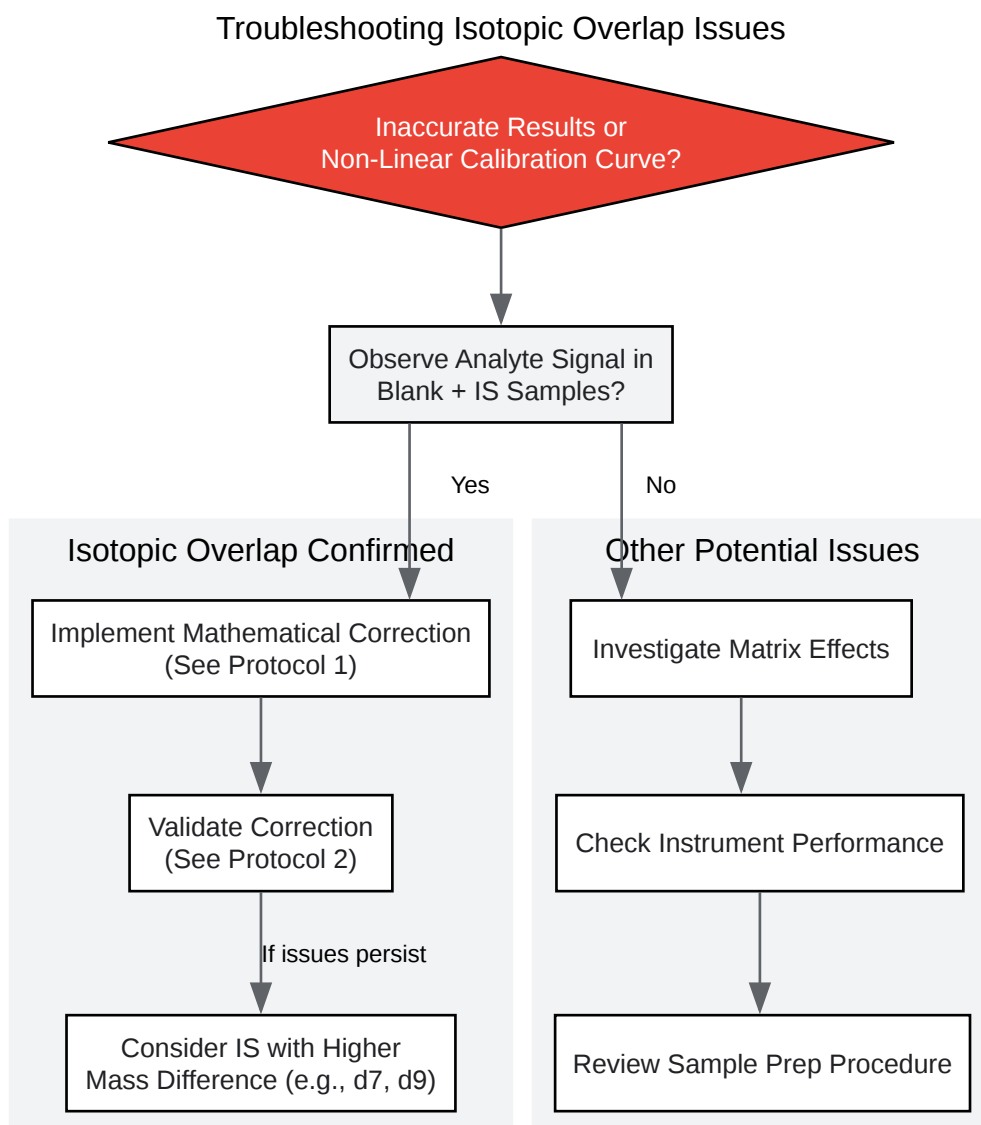 Troubleshooting Isotopic Overlap Issues
Inaccurate Results or
Non-Linear Calibration Curve?
Observe Analyte Signal in
Blank + IS Samples?
Yes
No
Isotopic Overlap Confirmed
Implement Mathematical Correction
(See Protocol 1)
Validate Correction
(See Protocol 2)
If issues persist
Consider IS with Higher
Mass Difference (e.g., d7, d9)
Other Potential Issues
Investigate Matrix Effects
Check Instrument Performance
Review Sample Prep Procedure